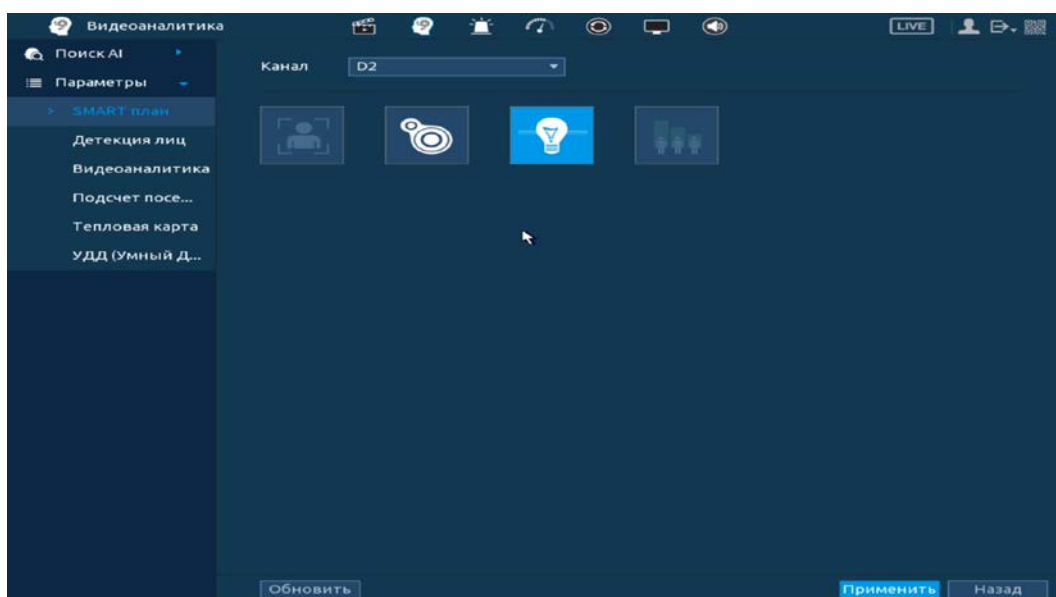 Видеоаналитика
LIVE
Поиск AI
Параметры
SMART план
Детекция лиц
Видеоаналитика
Подсчет посе...
Тепловая карта
УДД (Умный Д...
Канал
D2
Обновить
Применить
Назад